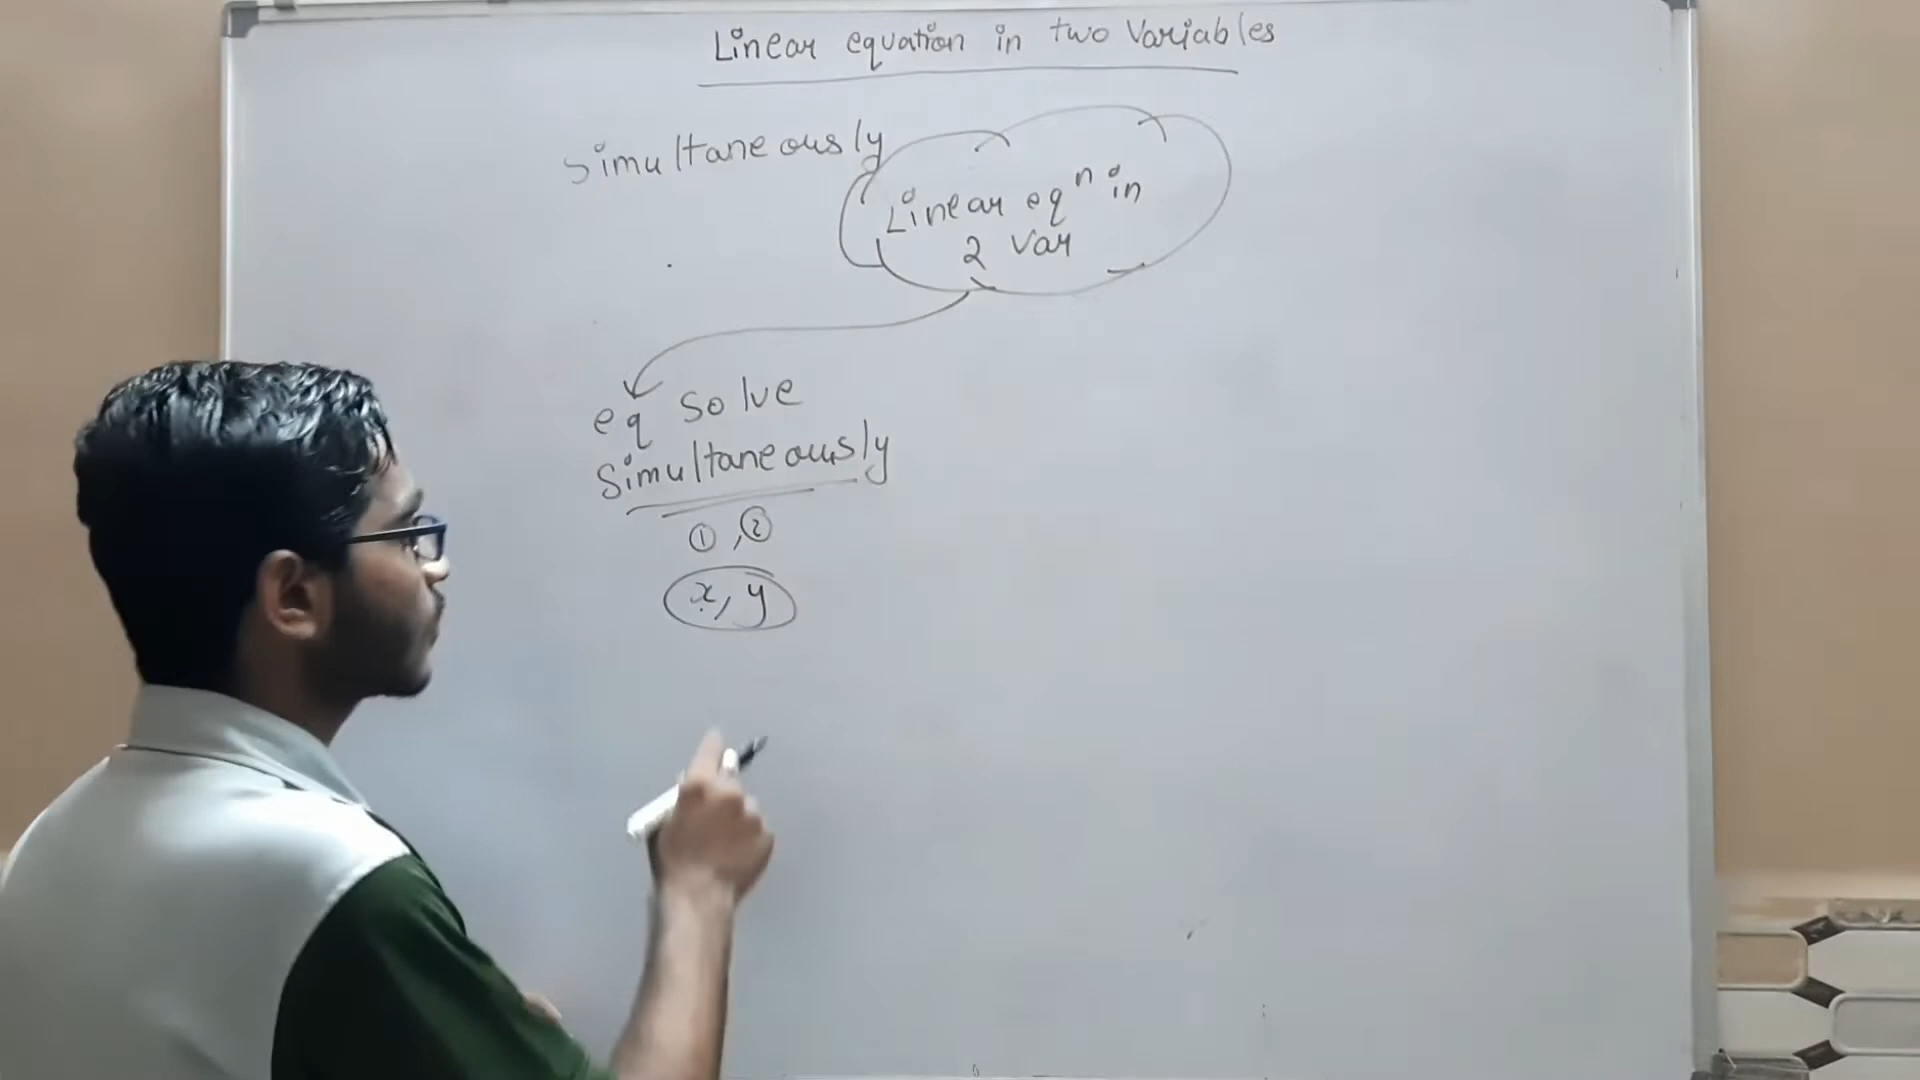 Linear equation in two Variables
Simultaneously
Linear eqⁿ in
2 var
eq Solve
Simultaneously
①, ②
x, y